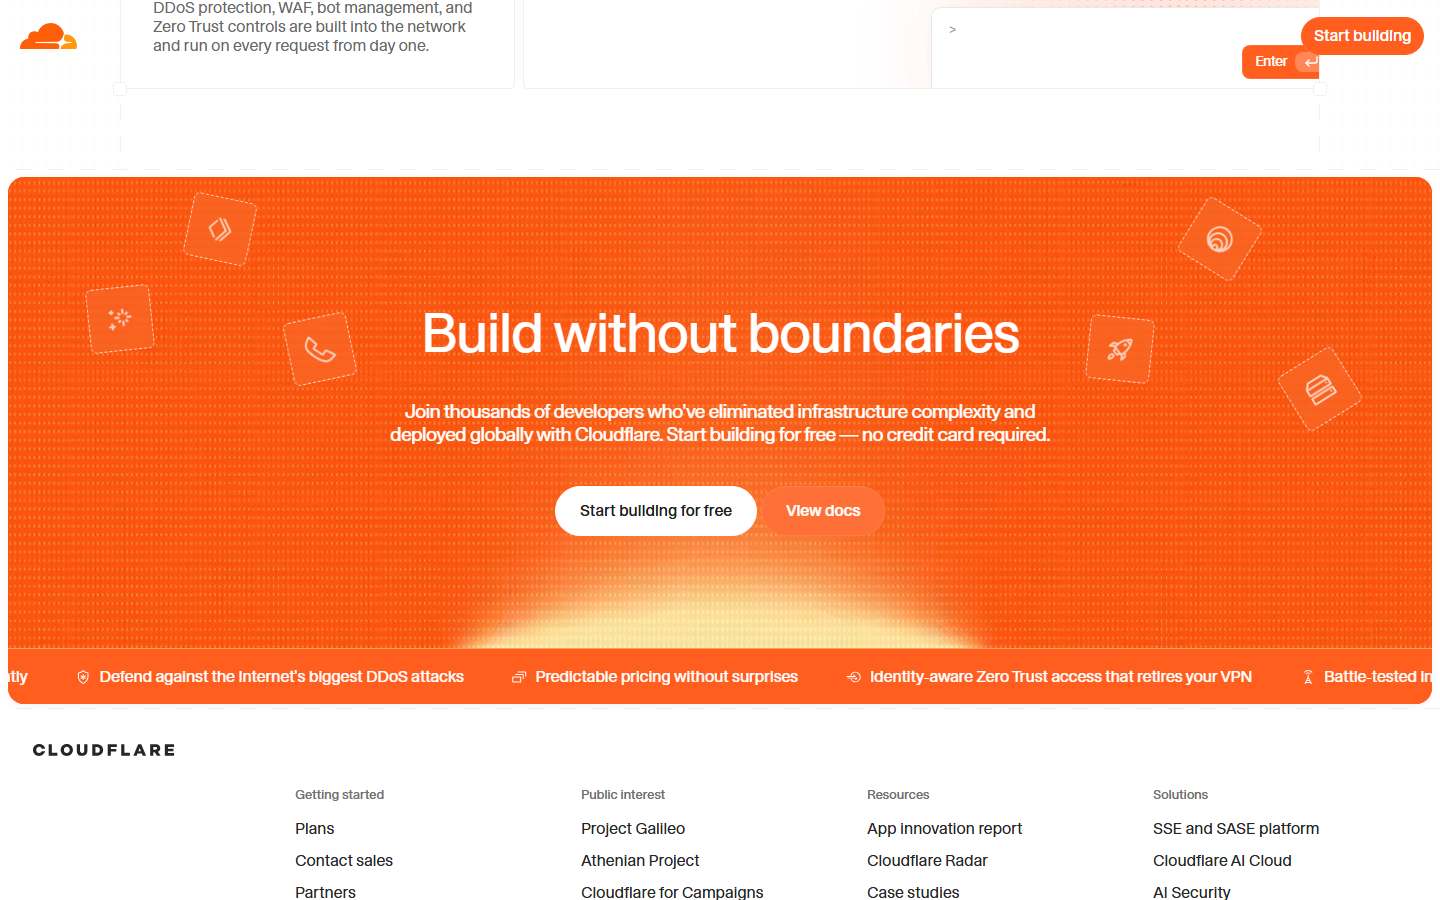 DDoS protection, WAF, bot management, and
Zero Trust controls are built into the network
and run on every request from day one.
>
Enter
Start building
Build without boundaries
Join thousands of developers who've eliminated infrastructure complexity and
deployed globally with Cloudflare. Start building for free — no credit card required.
Start building for free
View docs
Defend against the Internet's biggest DDoS attacks
Predictable pricing without surprises
Identity-aware Zero Trust access that retires your VPN
Battle-tested
CLOUDFLARE
Getting started
Plans
Contact sales
Partners
Public interest
Project Galileo
Athenian Project
Cloudflare for Campaigns
Resources
App innovation report
Cloudflare Radar
Case studies
Solutions
SSE and SASE platform
Cloudflare AI Cloud
AI Security